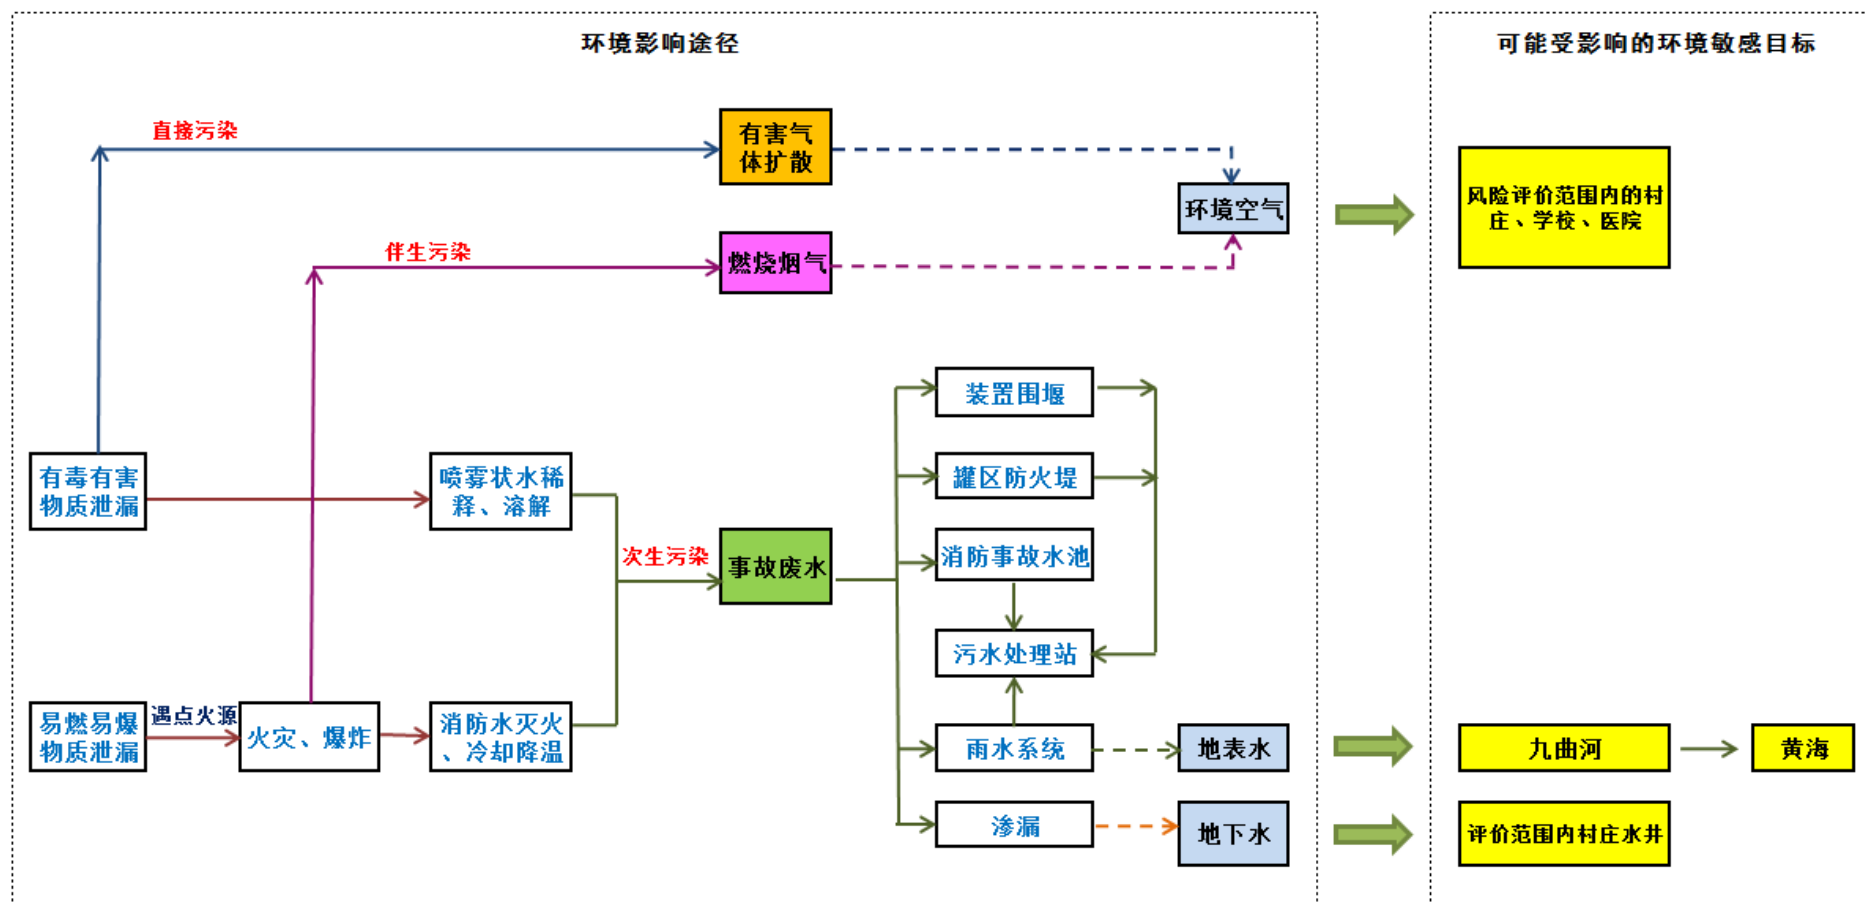 环境影响途径
可能受影响的环境敏感目标
直接污染
有害气
体扩散
环境空气
风险评价范围内的村
庄、学校、医院
伴生污染
燃烧烟气
装置围堰
有毒有害
物质泄漏
喷雾状水稀
释、溶解
罐区防火堤
次生污染
事故废水
消防事故水池
污水处理站
易燃易爆
物质泄漏
遇点火源
火灾、爆炸
消防水灭火
、冷却降温
雨水系统
地表水
九曲河
黄海
渗漏
地下水
评价范围内村庄水井